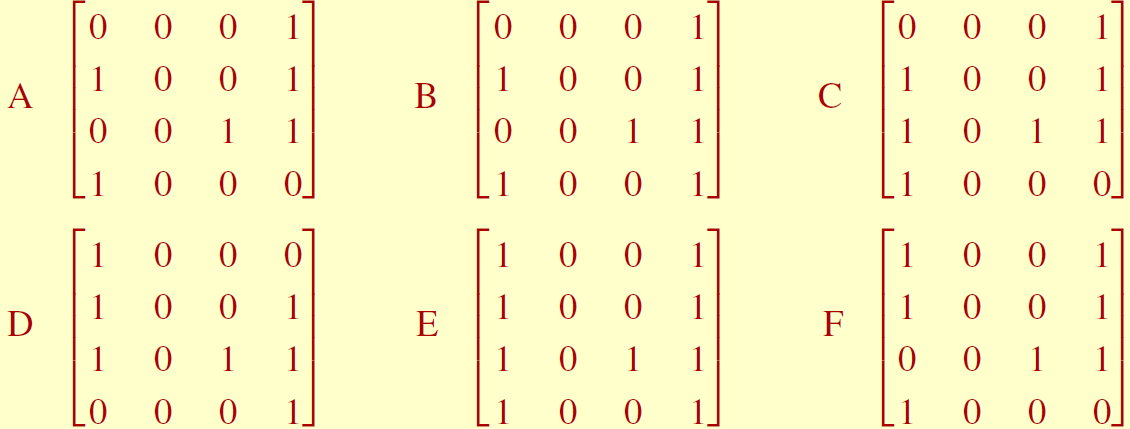 0 0 0 1 0 0 0 1 0 0 0 1
1 0 0 1 1 0 0 1 1 0 0 1
A B C
0 0 1 1 0 0 1 1 1 0 1 1
1 0 0 0 1 0 0 1 1 0 0 0
1 0 0 0 1 0 0 1 1 0 0 1
1 0 0 1 1 0 0 1 1 0 0 1
D E F
1 0 1 1 1 0 1 1 0 0 1 1
0 0 0 1 1 0 0 1 1 0 0 0